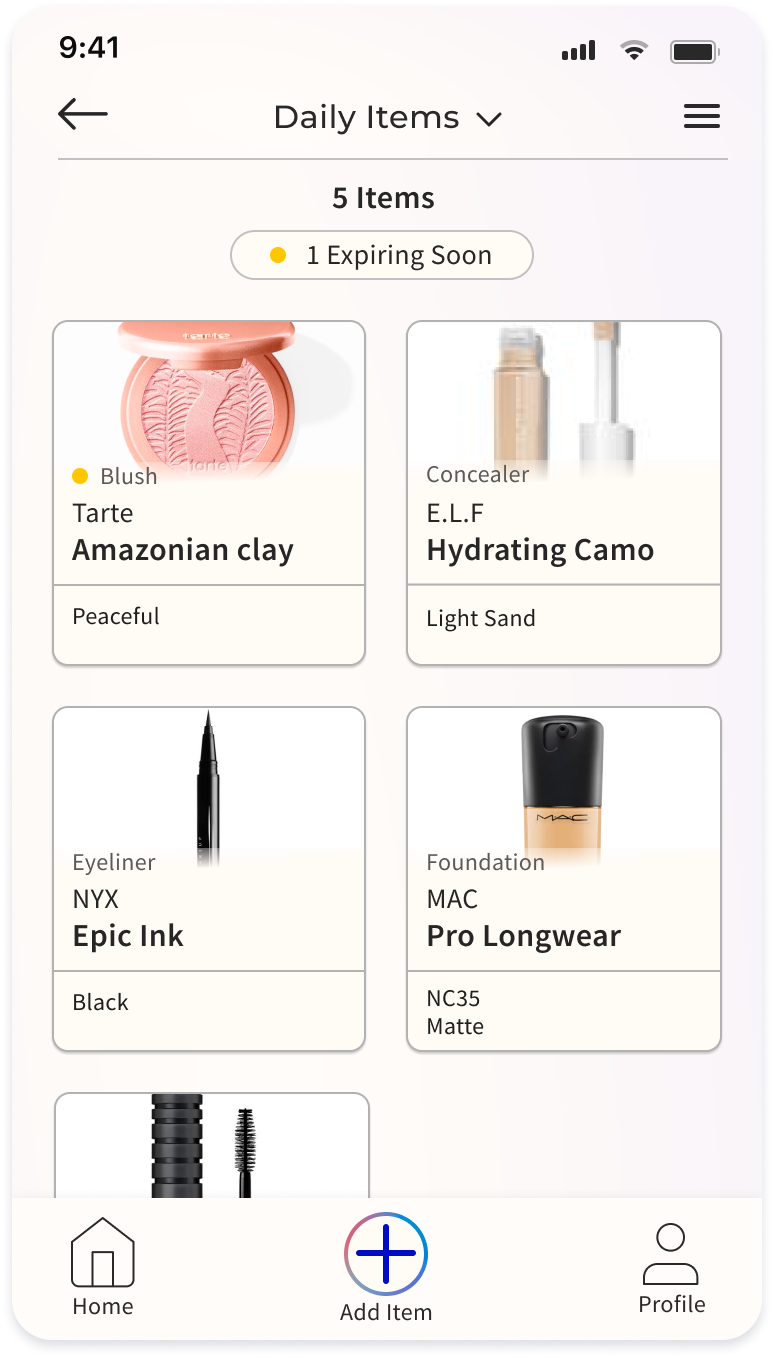 9:41
Daily Items
5 Items
1 Expiring Soon
tarte
tarte
Blush
Tarte
Amazonian clay
Peaceful
Concealer
E.L.F
Hydrating Camo
Light Sand
Eyeliner
NYX
Epic Ink
Black
MAC
Foundation
MAC
Pro Longwear
NC35
Matte
Home
Add Item
Profile